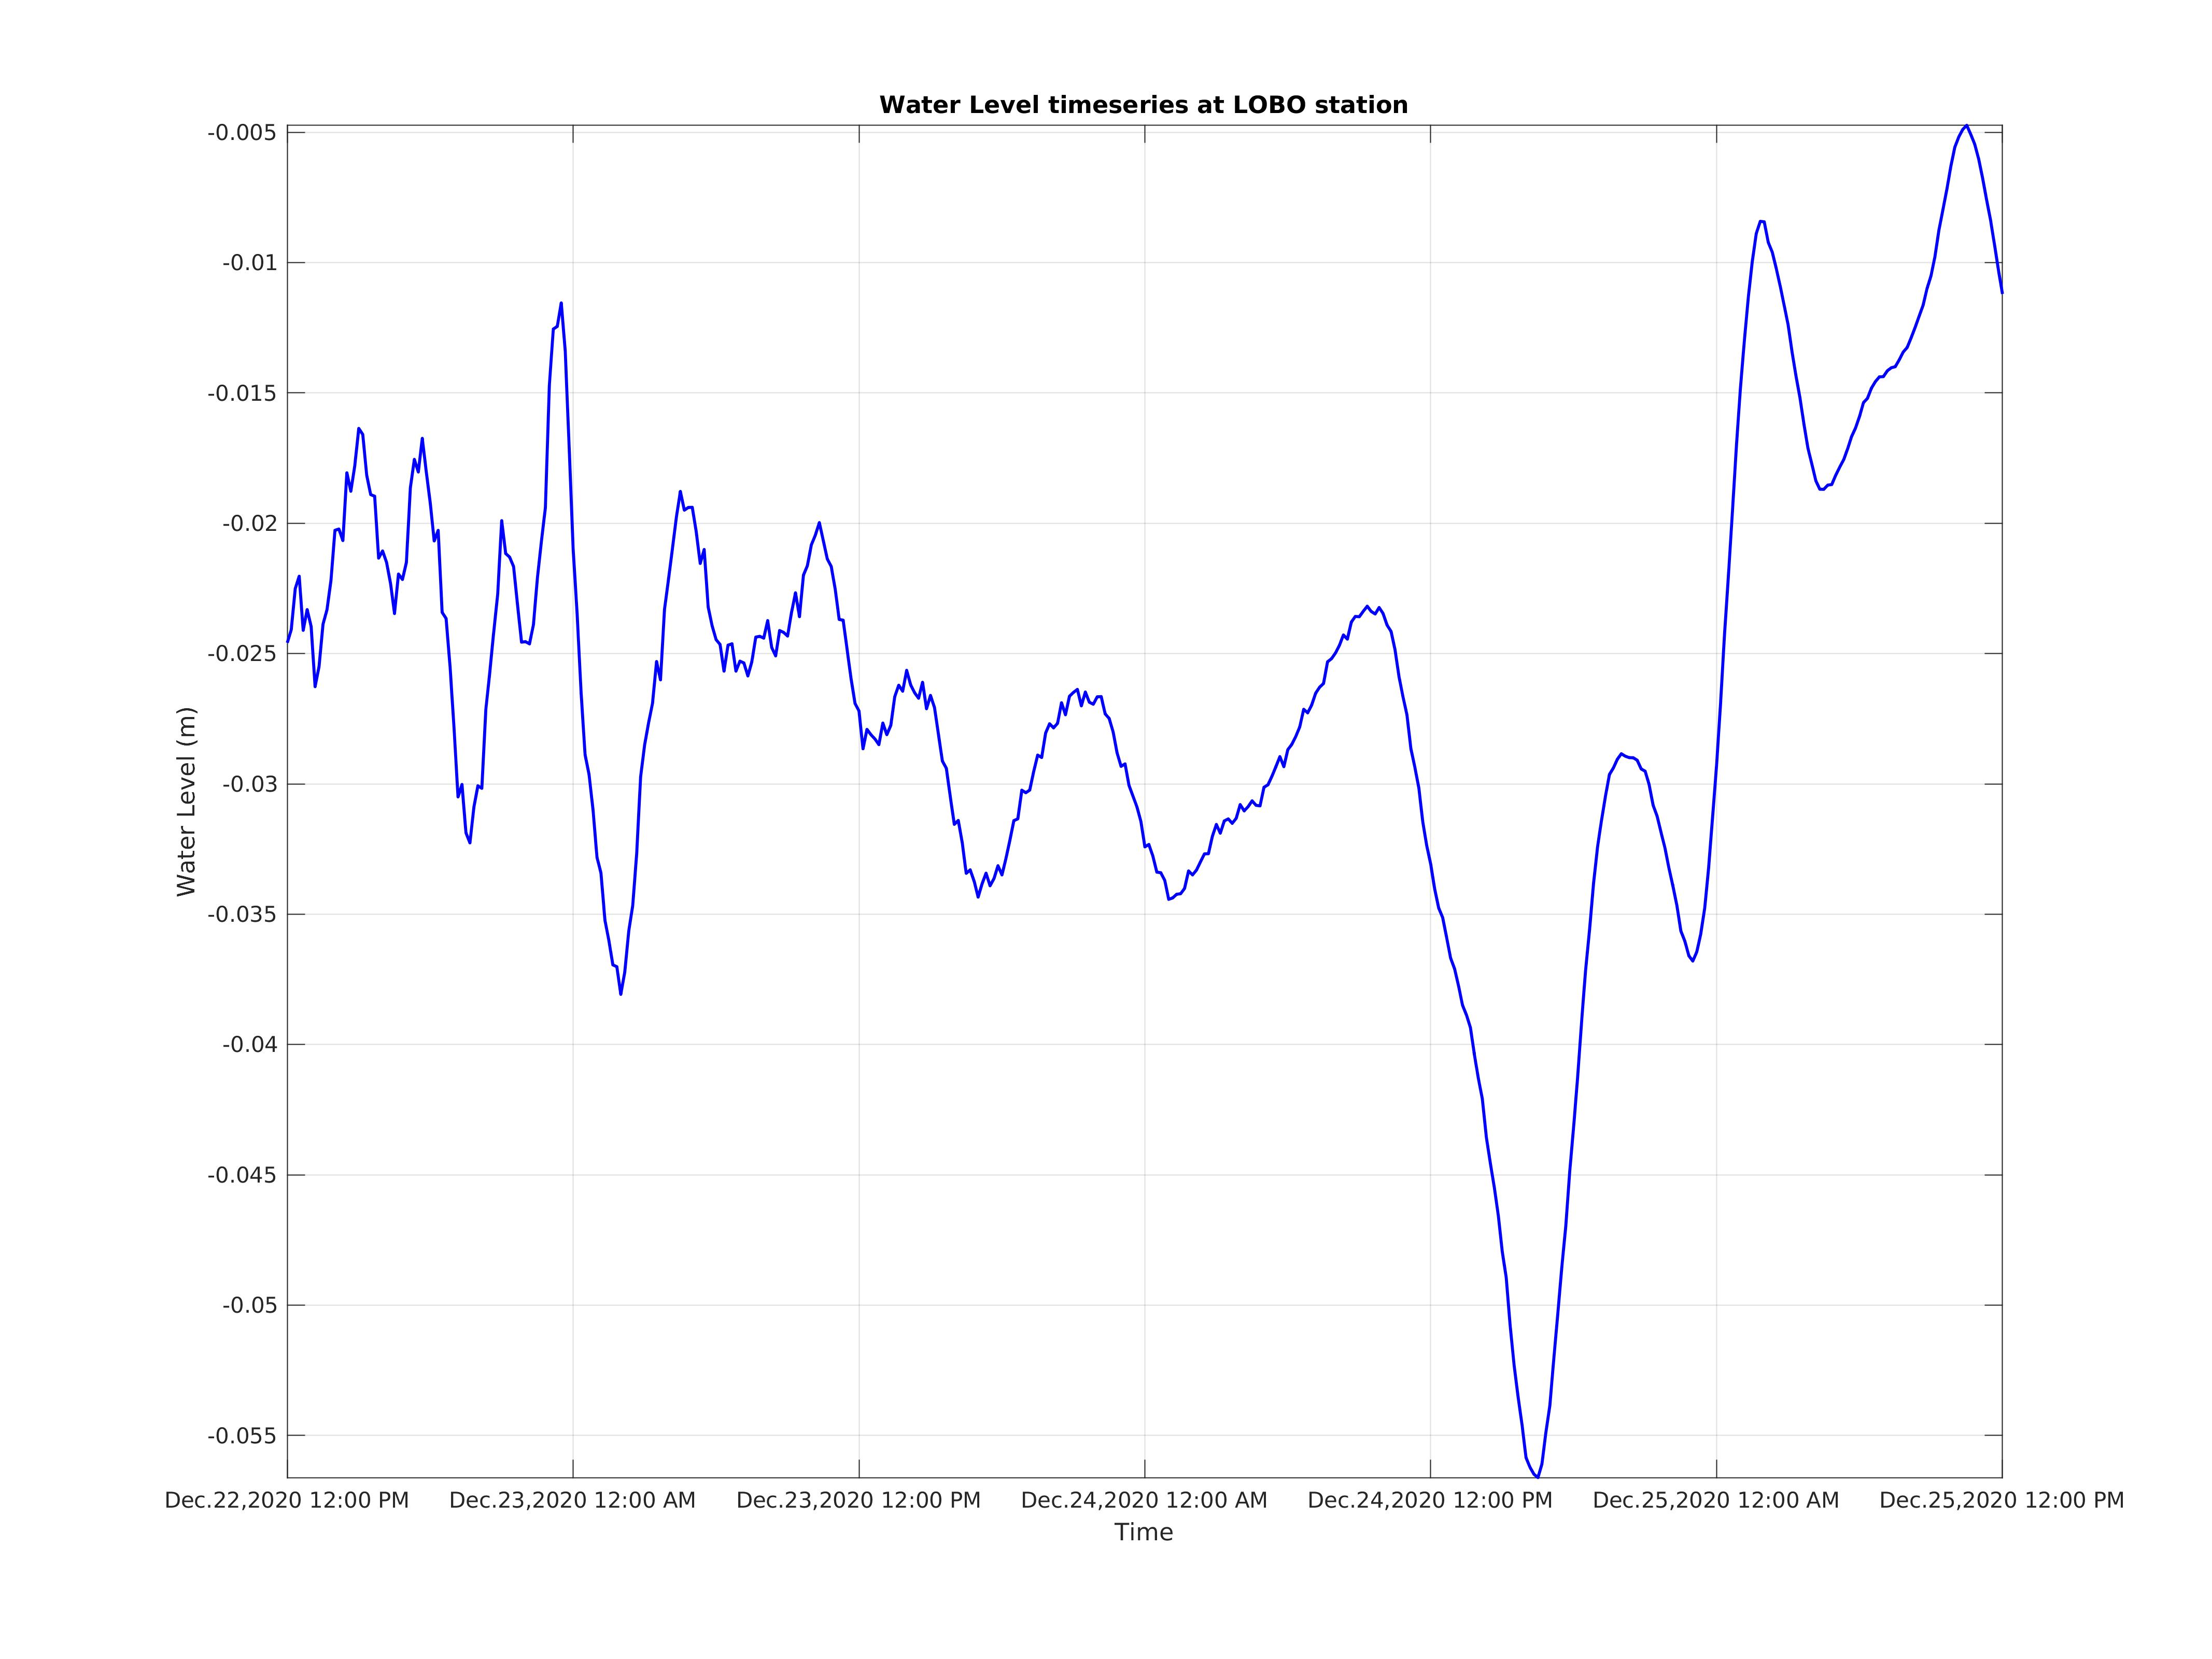 Water Level timeseries at LOBO station
-0.005
-0.01
-0.015
-0.02
-0.025
-0.03
-0.035
-0.04
-0.045
-0.05
-0.055
Water Level (m)
Dec.22,2020 12:00 PM Dec.23,2020 12:00 AM Dec.23,2020 12:00 PM Dec.24,2020 12:00 AM Dec.24,2020 12:00 PM Dec.25,2020 12:00 AM Dec.25,2020 12:00 PM
Time